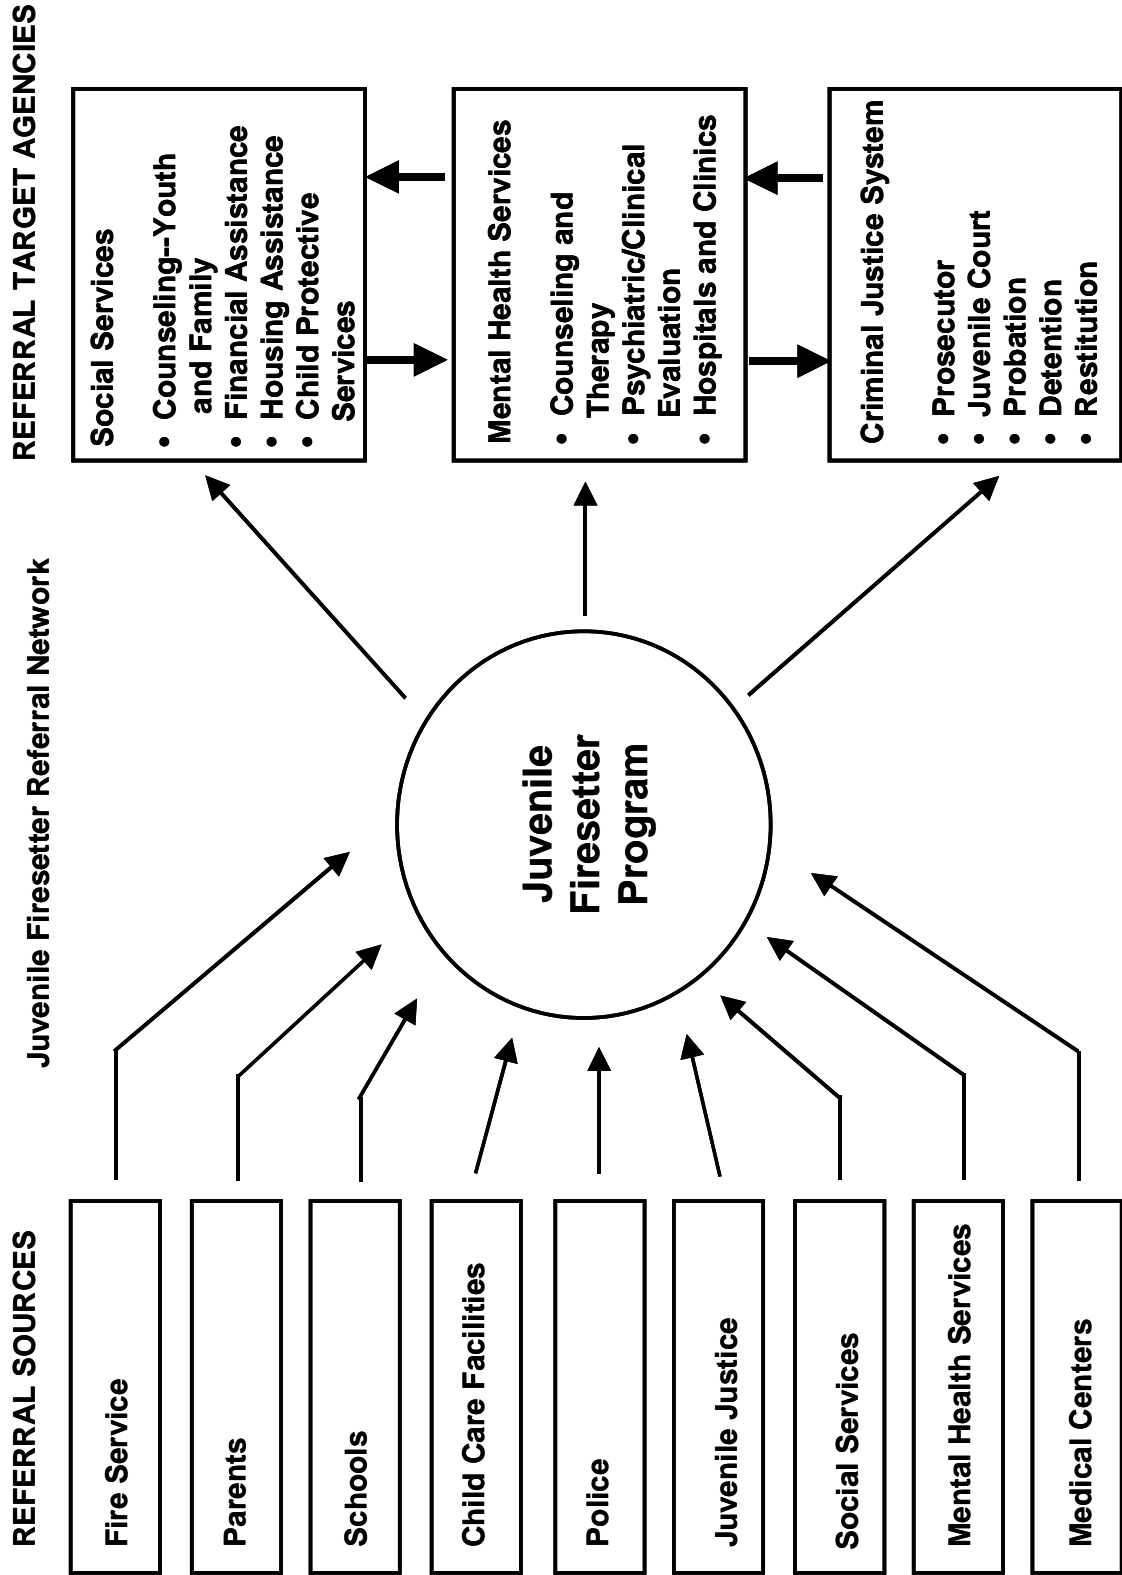 Juvenile Firesetter Referral Network
REFERRAL SOURCES
Fire Service
Parents
Schools
Child Care Facilities
Police
Juvenile Justice
Social Services
Mental Health Services
Medical Centers
Juvenile
Firesetter
Program
REFERRAL TARGET AGENCIES
Social Services
• Counseling--Youth
and Family
• Financial Assistance
• Housing Assistance
• Child Protective
Services
Mental Health Services
• Counseling and
Therapy
• Psychiatric/Clinical
Evaluation
• Hospitals and Clinics
Criminal Justice System
• Prosecutor
• Juvenile Court
• Probation
• Detention
• Restitution